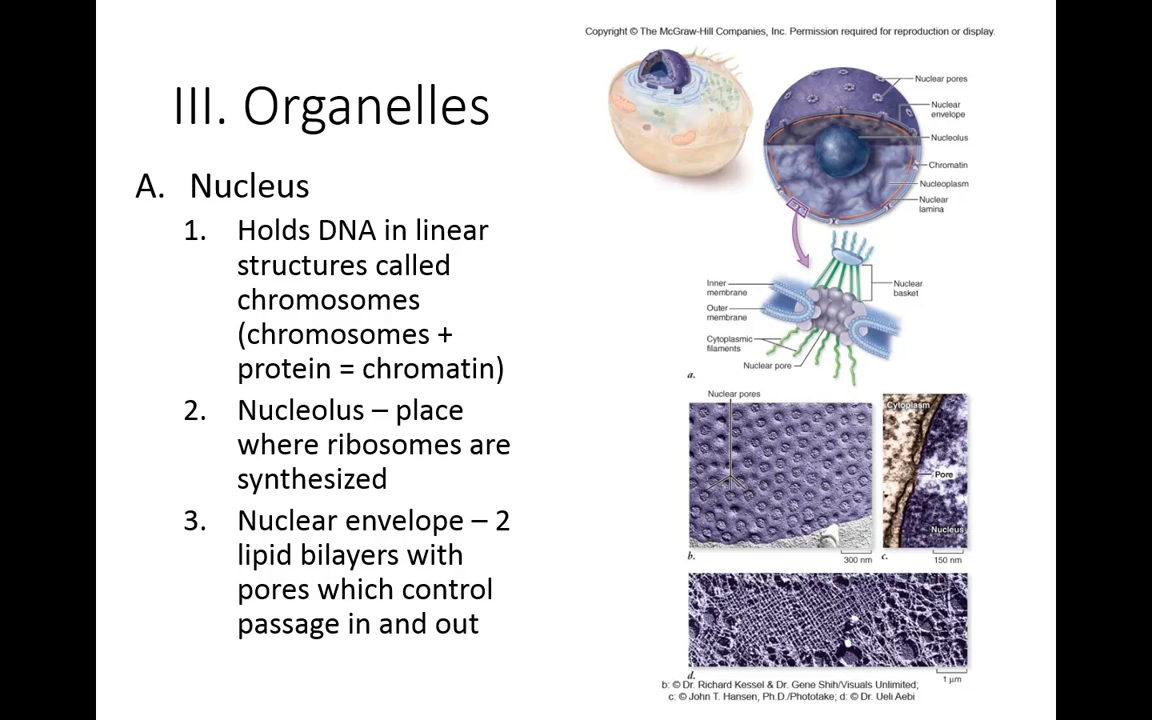 Copyright © The McGraw-Hill Companies, Inc. Permission required for reproduction or display.
III. Organelles
A. Nucleus
1. Holds DNA in linear
structures called
chromosomes
(chromosomes +
protein = chromatin)
2. Nucleolus – place
where ribosomes are
synthesized
3. Nuclear envelope – 2
lipid bilayers with
pores which control
passage in and out
Nuclear pores
Nuclear
envelope
Nucleolus
Chromatin
Nucleoplasm
Nuclear
lamina
Nuclear
basket
Inner
membrane
Outer
membrane
Cytoplasmic
filaments
Nuclear pore
a.
Nuclear pores
Cytoplasm
Pore
Nucleus
b.
300 nm
c.
150 nm
d.
1 μm
b: © Dr. Richard Kessel & Dr. Gene Shih/Visuals Unlimited;
c: © John T. Hansen, Ph.D./Phototake; d: © Dr. Ueli Aebi